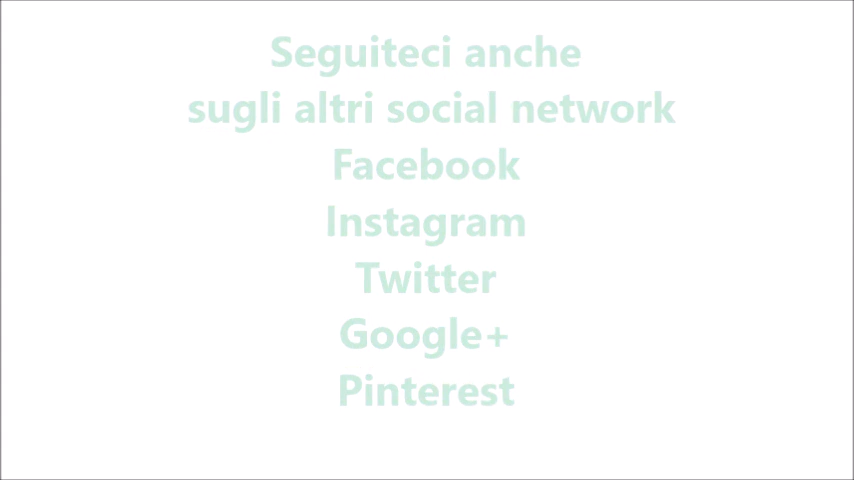 Seguiteci anche
sugli altri social network
Facebook
Instagram
Twitter
Google+
Pinterest